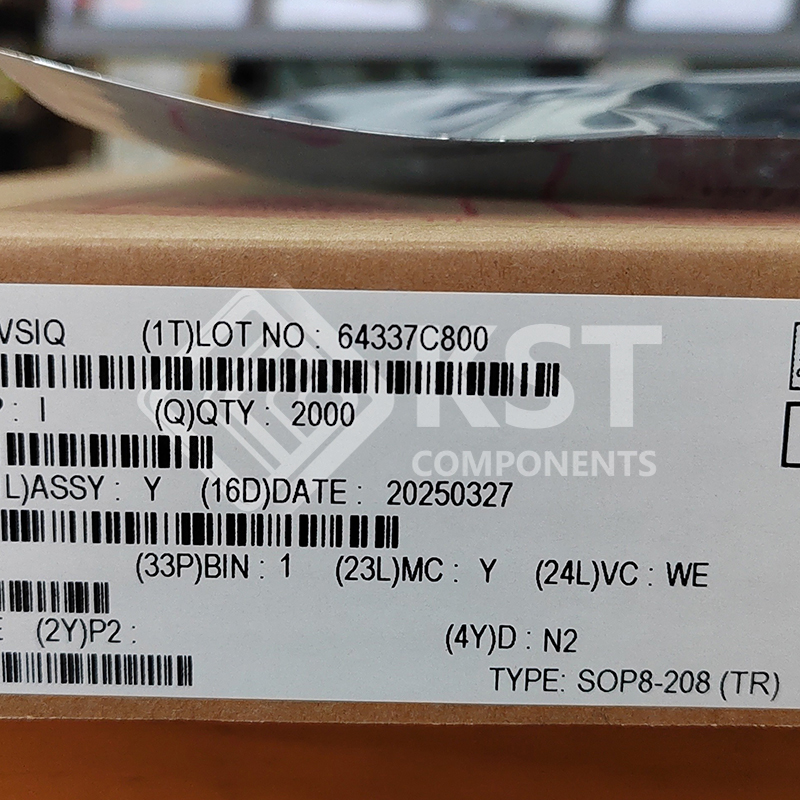 VSIQ (1T)LOT NO : 64337C800
P : I (Q)QTY : 2000
L)ASSY : Y (16D)DATE : 20250327
(33P)BIN : 1 (23L)MC : Y (24L)VC : WE
E (2Y)P2 : (4Y)D : N2
TYPE: SOP8-208 (TR)
KST
COMPONENTS